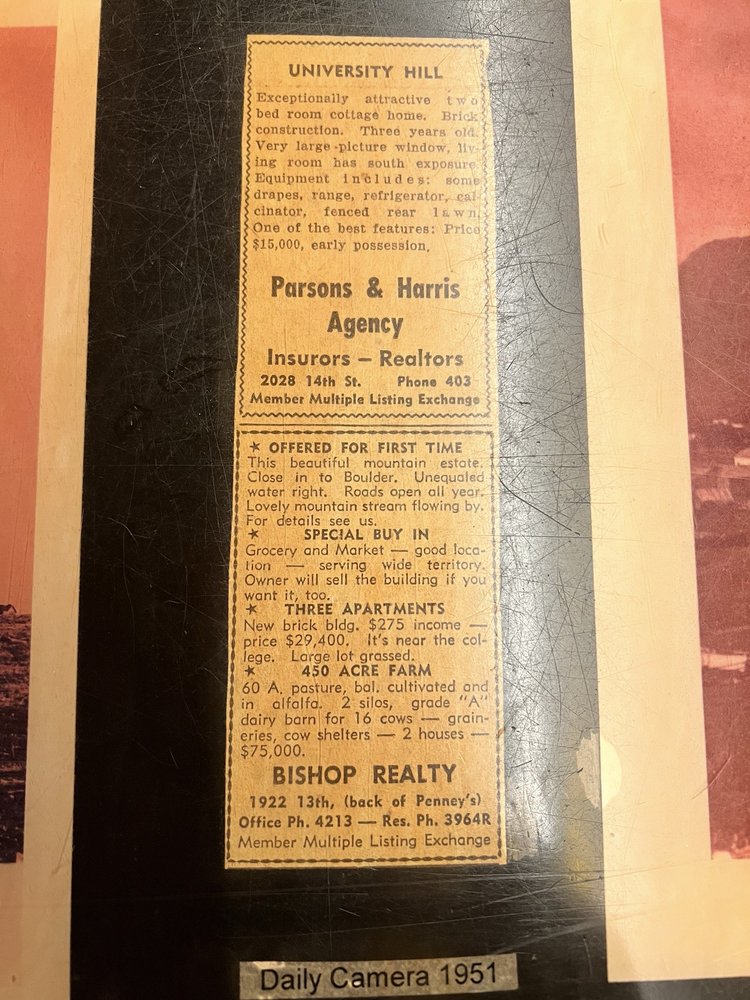 UNIVERSITY HILL
Exceptionally attractive two
bed room cottage home. Brick
construction. Three years old.
Very large picture window, liv-
ing room has south exposure.
Equipment includes: some
drapes, range, refrigerator, cal-
cinator, fenced rear lawn.
One of the best features: Price
$15,000, early possession.
Parsons & Harris
Agency
Insurors — Realtors
2028 14th St. Phone 403
Member Multiple Listing Exchange
★ OFFERED FOR FIRST TIME
This beautiful mountain estate.
Close in to Boulder. Unequaled
water right. Roads open all year.
Lovely mountain stream flowing by.
For details see us.
★ SPECIAL BUY IN
Grocery and Market — good loca-
tion — serving wide territory.
Owner will sell the building if you
want it, too.
★ THREE APARTMENTS
New brick bldg. $275 income —
price $29,400. It's near the col-
lege. Large lot grassed.
★ 450 ACRE FARM
60 A. pasture, bal. cultivated and
in alfalfa. 2 silos, grade "A"
dairy barn for 16 cows — grain-
eries, cow shelters — 2 houses —
$75,000.
BISHOP REALTY
1922 13th, (back of Penney's)
Office Ph. 4213 — Res. Ph. 3964R
Member Multiple Listing Exchange
Daily Camera 1951